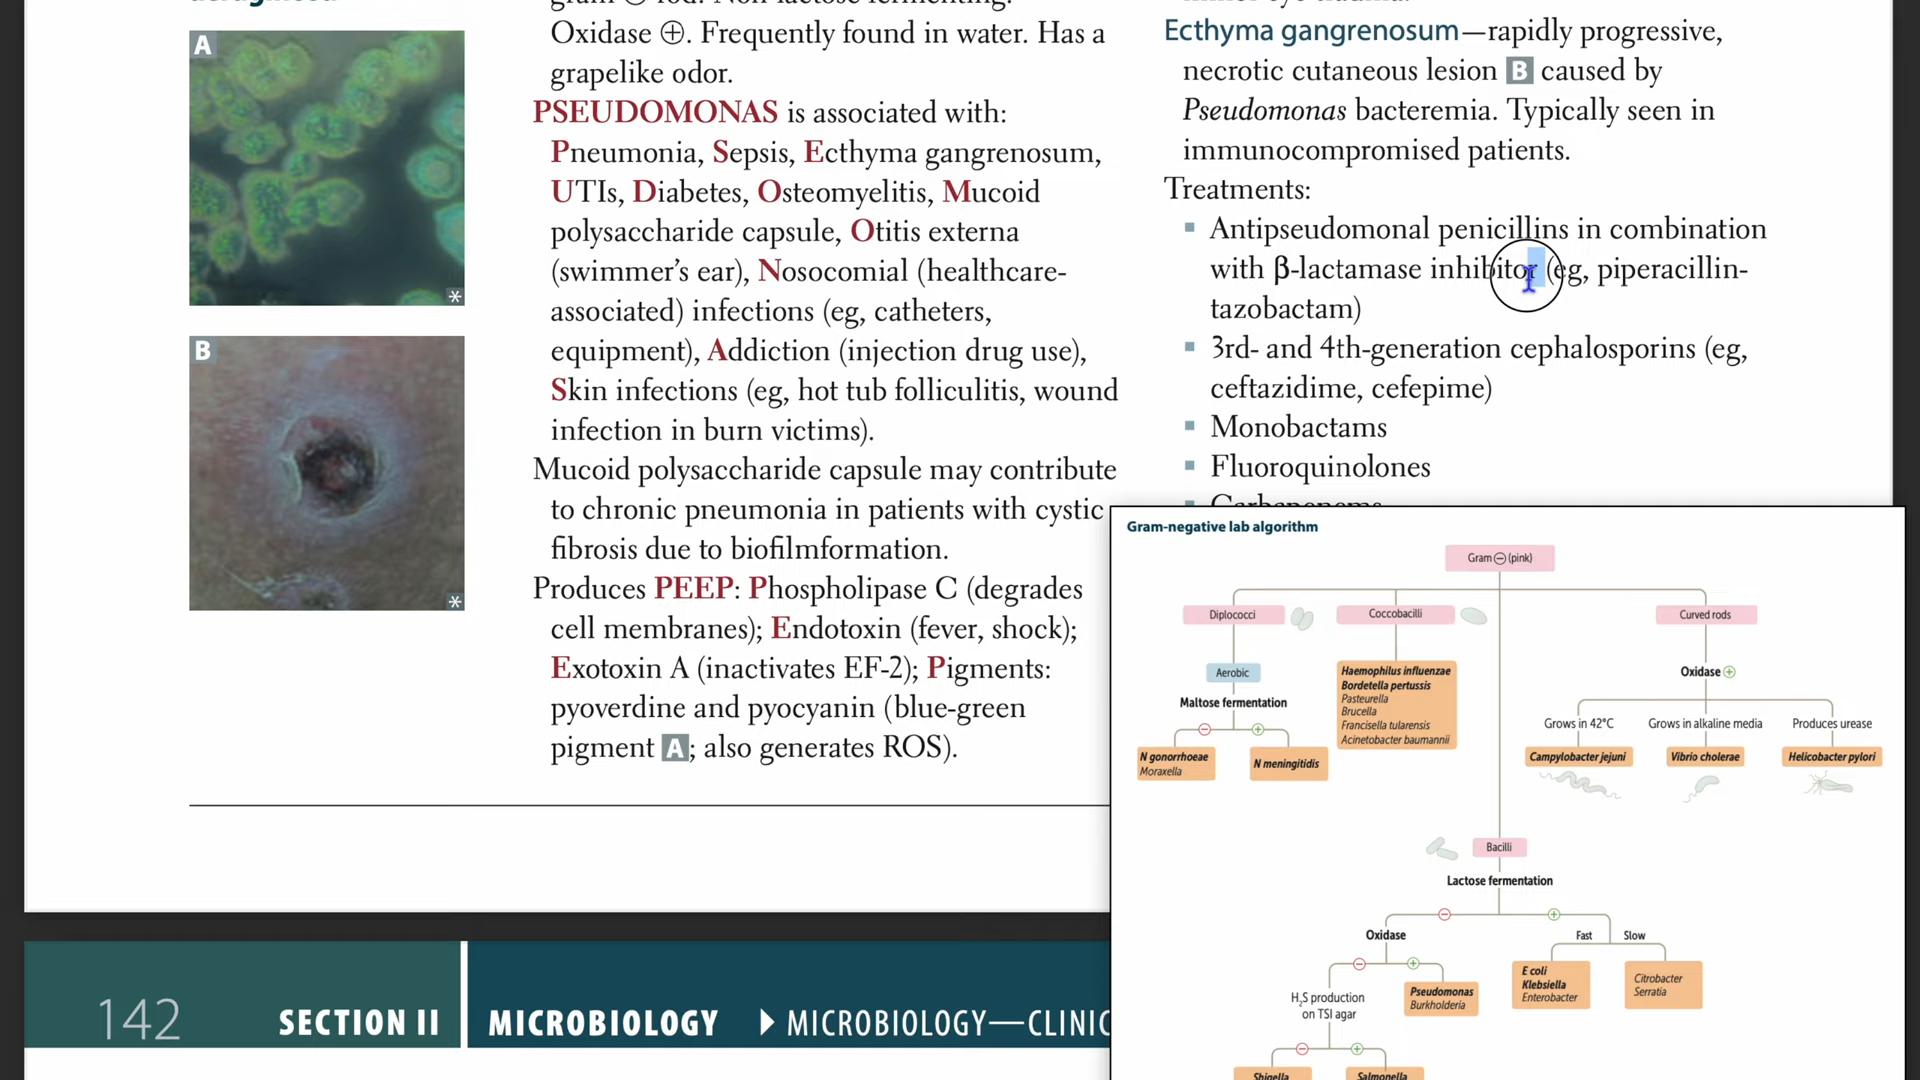 A
B
gram ⊖ rod. Non-lactose fermenting.
Oxidase ⊕. Frequently found in water. Has a
grapelike odor.
PSEUDOMONAS is associated with:
Pneumonia, Sepsis, Ecthyma gangrenosum,
UTIs, Diabetes, Osteomyelitis, Mucoid
polysaccharide capsule, Otitis externa
(swimmer's ear), Nosocomial (healthcare-
associated) infections (eg, catheters,
equipment), Addiction (injection drug use),
Skin infections (eg, hot tub folliculitis, wound
infection in burn victims).
Mucoid polysaccharide capsule may contribute
to chronic pneumonia in patients with cystic
fibrosis due to biofilmformation.
Produces PEEP: Phospholipase C (degrades
cell membranes); Endotoxin (fever, shock);
Exotoxin A (inactivates EF-2); Pigments:
pyoverdine and pyocyanin (blue-green
pigment A; also generates ROS).
Ecthyma gangrenosum—rapidly progressive,
necrotic cutaneous lesion B caused by
Pseudomonas bacteremia. Typically seen in
immunocompromised patients.
Treatments:
Antipseudomonal penicillins in combination
with β-lactamase inhibitor (eg, piperacillin-
tazobactam)
3rd- and 4th-generation cephalosporins (eg,
ceftazidime, cefepime)
Monobactams
Fluoroquinolones
Gram-negative lab algorithm
Gram ⊖ (pink)
Diplococci
Coccobacilli
Curved rods
Aerobic
Maltose fermentation
N gonorrhoeae
Moraxella
N meningitidis
Haemophilus influenzae
Bordetella pertussis
Pasteurella
Brucella
Francisella tularensis
Acinetobacter baumannii
Oxidase ⊕
Grows in 42°C
Grows in alkaline media
Produces urease
Campylobacter jejuni
Vibrio cholerae
Helicobacter pylori
Bacilli
Lactose fermentation
Oxidase
Fast
Slow
H2S production
on TSI agar
Pseudomonas
Burkholderia
E coli
Klebsiella
Enterobacter
Citrobacter
Serratia
Shigella
Salmonella
142
SECTION II
MICROBIOLOGY
MICROBIOLOGY—CLINIC